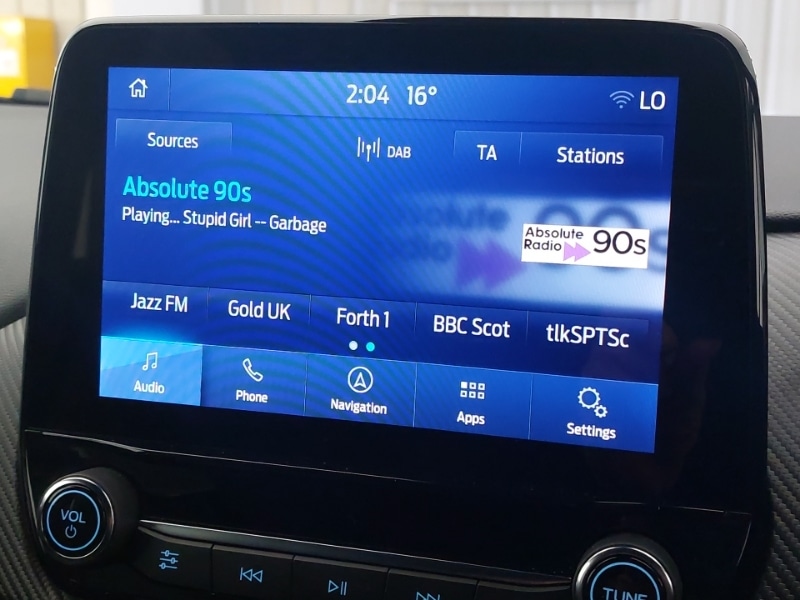 2:04 16° LO
Sources DAB TA Stations
Absolute 90s
Playing... Stupid Girl -- Garbage
Absolute
Radio 90s
Jazz FM Gold UK Forth 1 BBC Scot tlkSPTSc
Audio Phone Navigation Apps Settings
VOL
TUNE